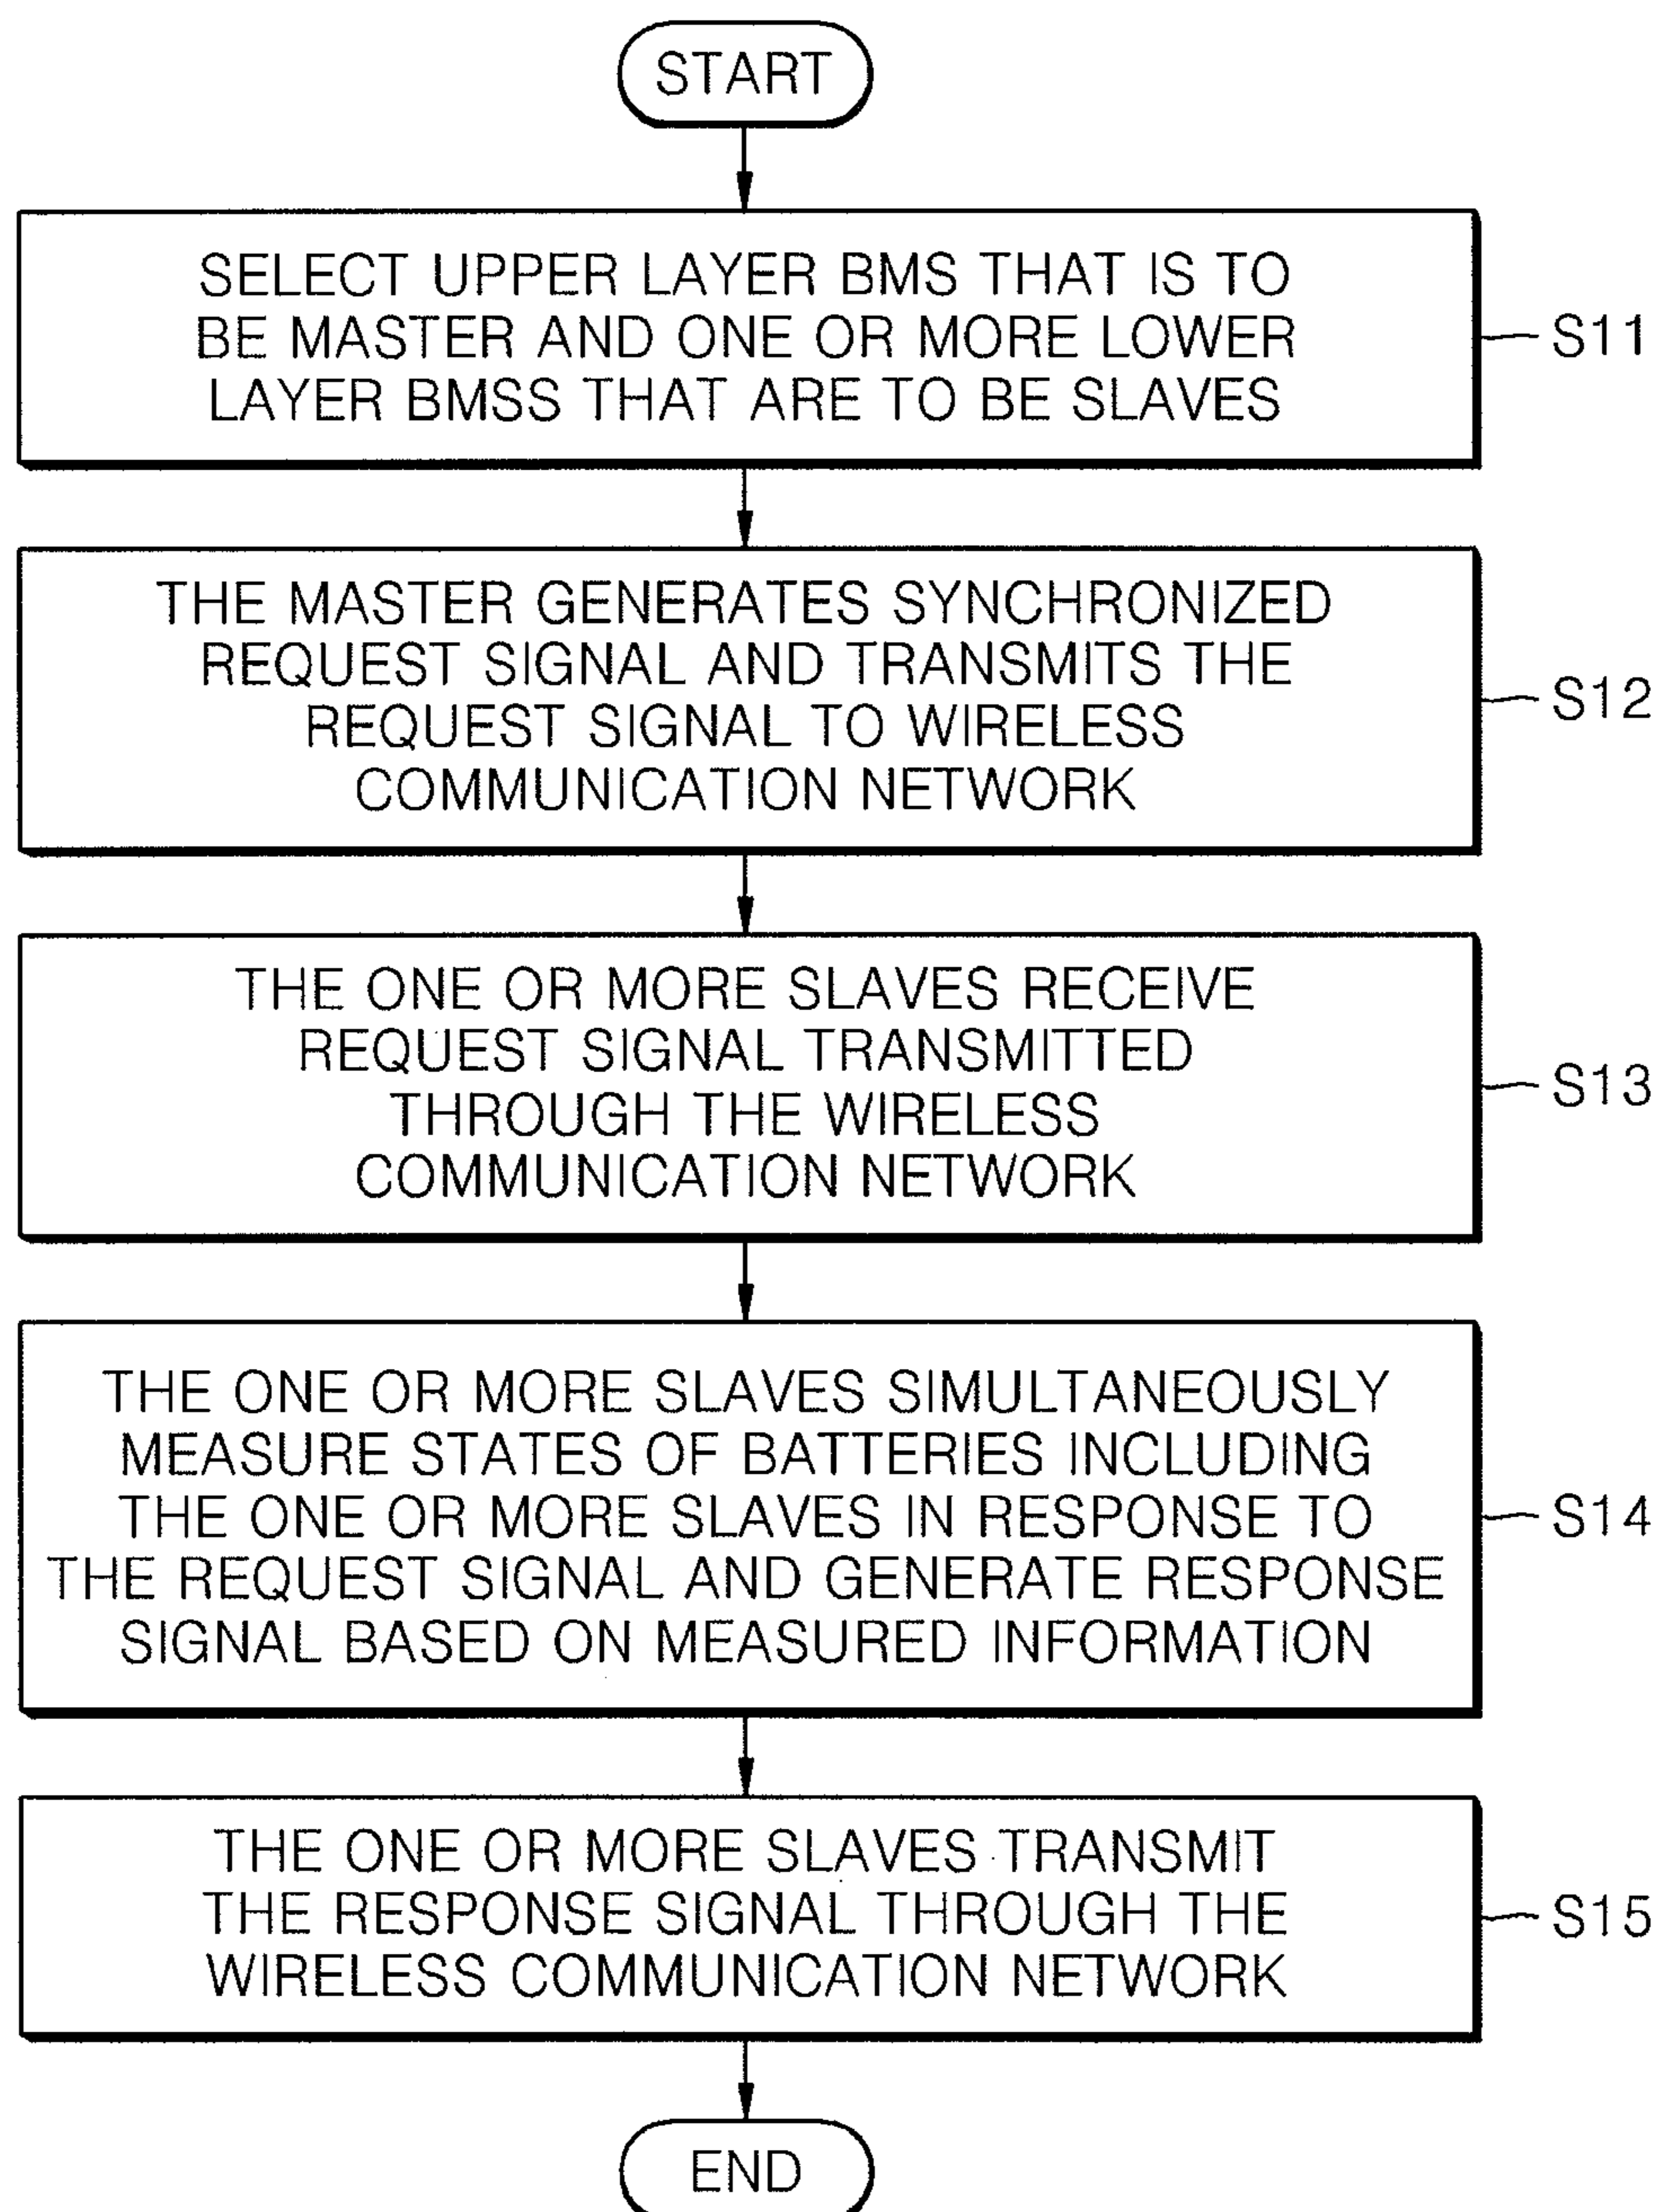 START
SELECT UPPER LAYER BMS THAT IS TO
BE MASTER AND ONE OR MORE LOWER
LAYER BMSS THAT ARE TO BE SLAVES
S11
THE MASTER GENERATES SYNCHRONIZED
REQUEST SIGNAL AND TRANSMITS THE
REQUEST SIGNAL TO WIRELESS
COMMUNICATION NETWORK
S12
THE ONE OR MORE SLAVES RECEIVE
REQUEST SIGNAL TRANSMITTED
THROUGH THE WIRELESS
COMMUNICATION NETWORK
S13
THE ONE OR MORE SLAVES SIMULTANEOUSLY
MEASURE STATES OF BATTERIES INCLUDING
THE ONE OR MORE SLAVES IN RESPONSE TO
THE REQUEST SIGNAL AND GENERATE RESPONSE
SIGNAL BASED ON MEASURED INFORMATION
S14
THE ONE OR MORE SLAVES TRANSMIT
THE RESPONSE SIGNAL THROUGH THE
WIRELESS COMMUNICATION NETWORK
S15
END